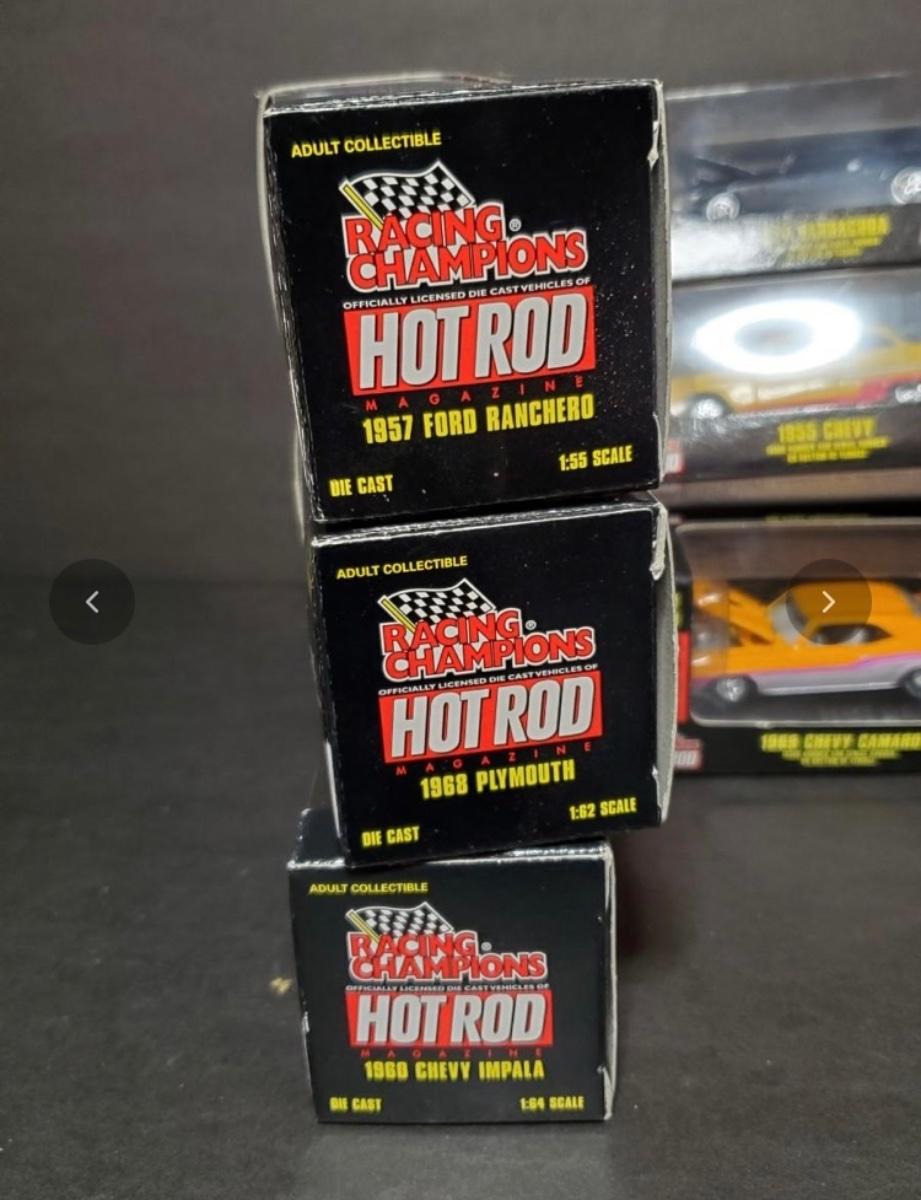 ADULT COLLECTIBLE
RACING ®
CHAMPIONS
OFFICIALLY LICENSED DIE CAST VEHICLES OF
HOT ROD
MAGAZINE
1957 FORD RANCHERO
DIE CAST
1:55 SCALE
ADULT COLLECTIBLE
RACING ®
CHAMPIONS
OFFICIALLY LICENSED DIE CAST VEHICLES OF
HOT ROD
MAGAZINE
1968 PLYMOUTH
DIE CAST
1:62 SCALE
ADULT COLLECTIBLE
RACING ®
CHAMPIONS
OFFICIALLY LICENSED DIE CAST VEHICLES OF
HOT ROD
MAGAZINE
1960 CHEVY IMPALA
DIE CAST
1:64 SCALE
BARRACUDA
1955 CHEVY
1969 CHEVY CAMARO